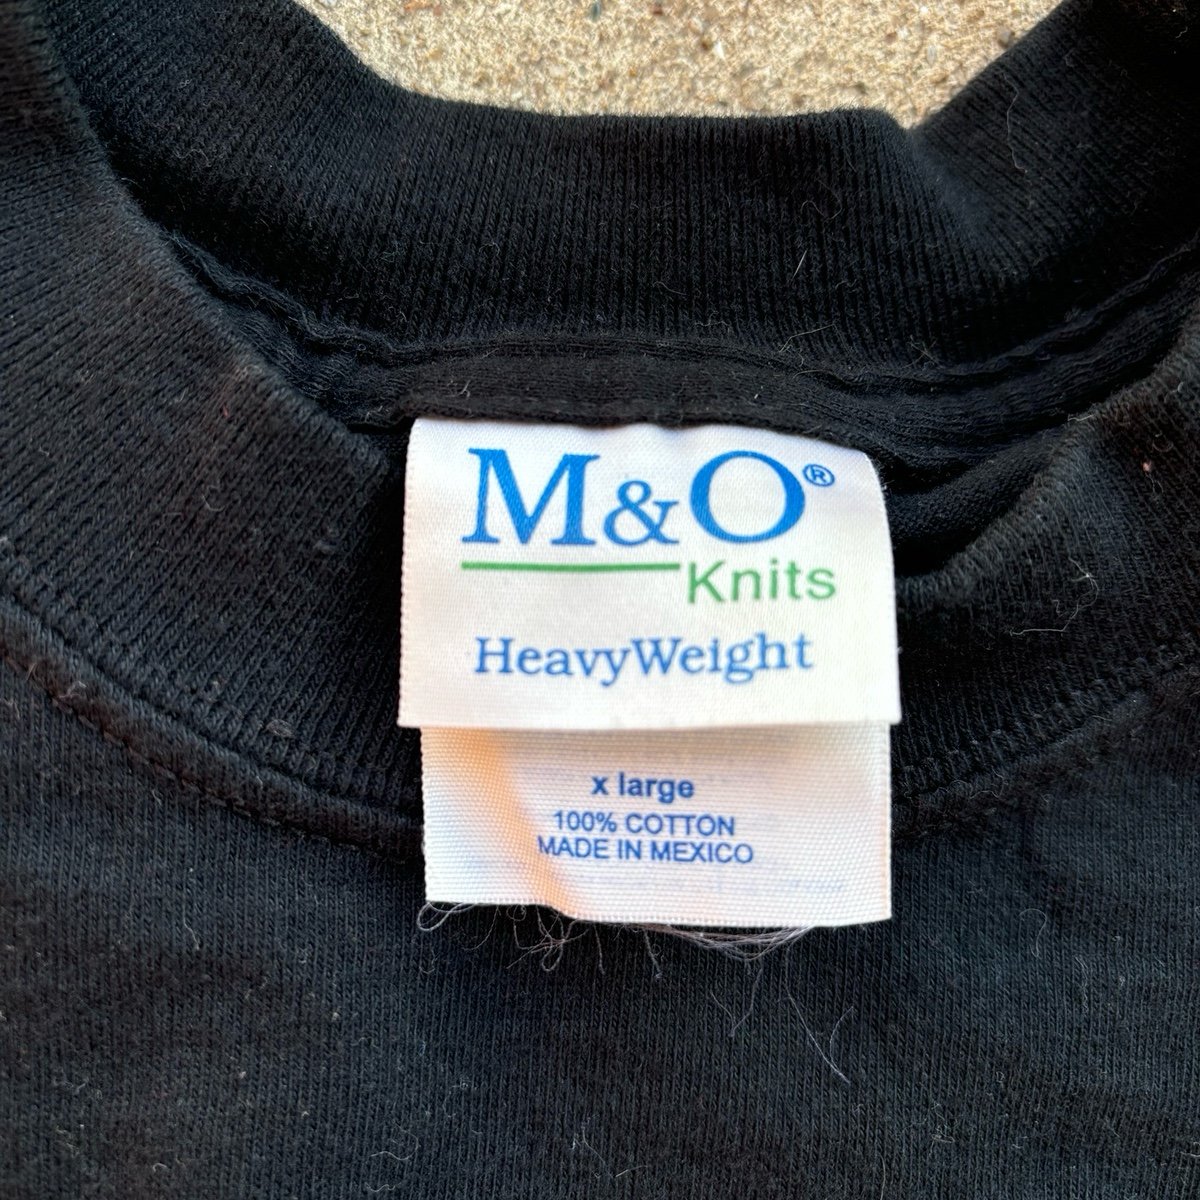 M&O®
Knits
HeavyWeight
x large
100% COTTON
MADE IN MEXICO